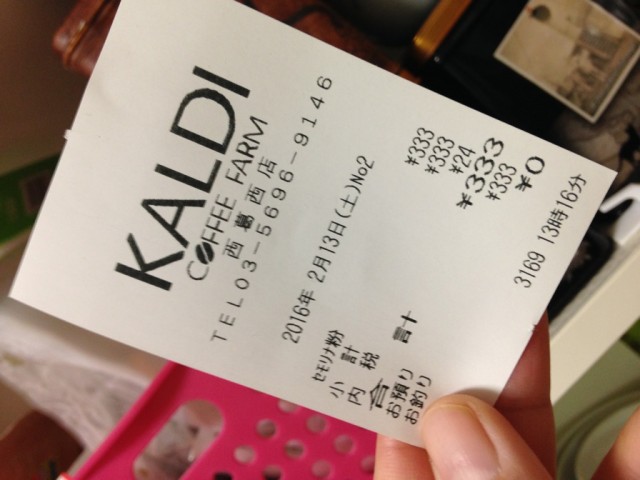 KALDI
COFFEE FARM
西葛西店
TEL03-5696-9146
2016年 2月13日(土)No2
セモリナ粉 ¥333
小計 ¥333
内税 ¥24
合計 ¥333
お預り ¥333
お釣り ¥0
3169 13時16分